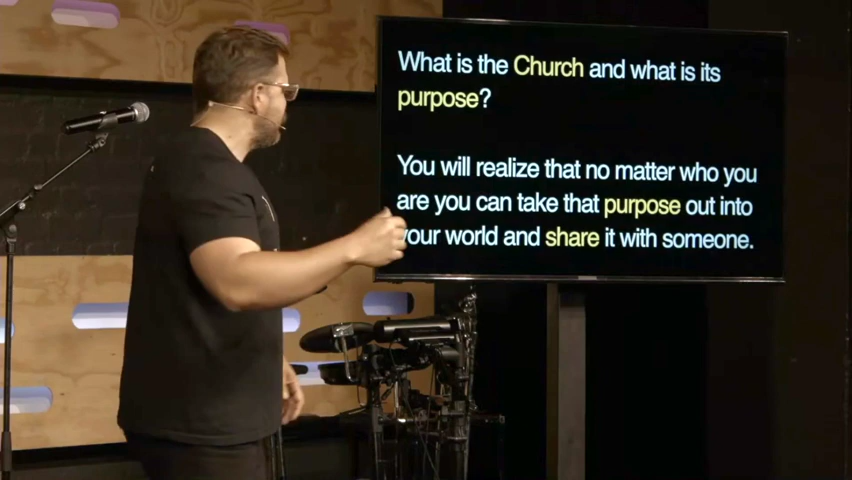 What is the Church and what is its
purpose?
You will realize that no matter who you
are you can take that purpose out into
your world and share it with someone.